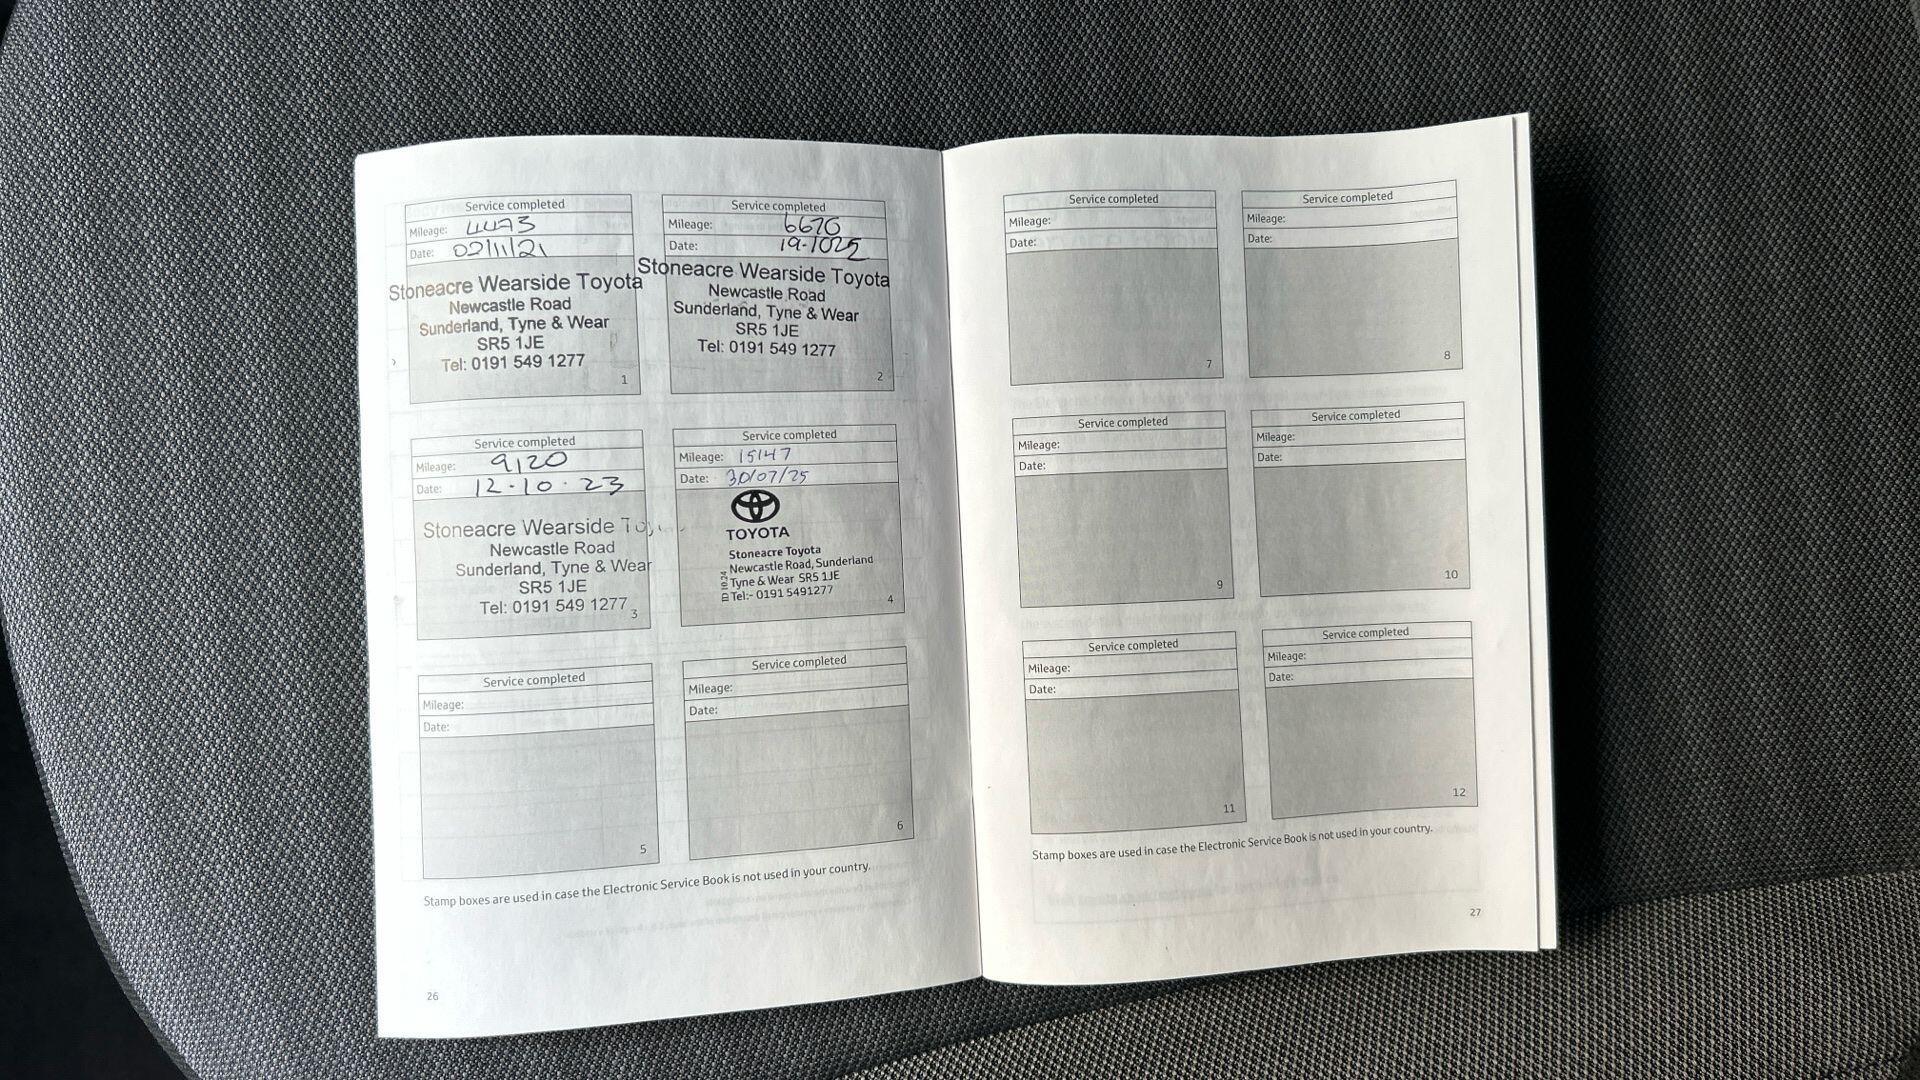 Service completed
Mileage: 4473
Date: 02/11/21
Stoneacre Wearside Toyota
Newcastle Road
Sunderland, Tyne & Wear
SR5 1JE
Tel: 0191 549 1277
1
Service completed
Mileage: 6670
Date:
Stoneacre Wearside Toyota
Newcastle Road
Sunderland, Tyne & Wear
SR5 1JE
Tel: 0191 549 1277
2
Service completed
Mileage: 9120
Date: 12.10.23
Stoneacre Wearside
Newcastle Road
Sunderland, Tyne & Wear
SR5 1JE
Tel: 0191 549 1277
3
Service completed
Mileage: 15147
Date: 30/07/25
TOYOTA
Stoneacre Toyota
Newcastle Road, Sunderland
Tyne & Wear SR5 1JE
Tel:- 0191 5491277
ID 10.24
4
Service completed
Mileage:
Date:
5
Service completed
Mileage:
Date:
6
Stamp boxes are used in case the Electronic Service Book is not used in your country.
26
Service completed
Mileage:
Date:
7
Service completed
Mileage:
Date:
8
Service completed
Mileage:
Date:
9
Service completed
Mileage:
Date:
10
Service completed
Mileage:
Date:
11
Service completed
Mileage:
Date:
12
Stamp boxes are used in case the Electronic Service Book is not used in your country.
27